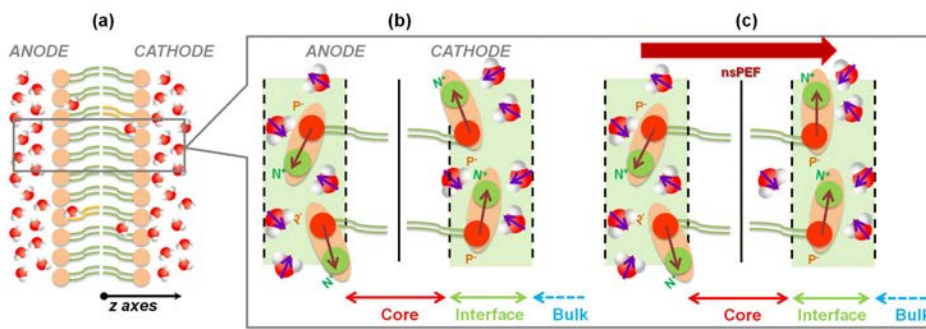 (a)
ANODE CATHODE
z axes
(b)
ANODE CATHODE
P-
N+
N+
P-
P-
N+
N+
P-
Core Interface Bulk
(c)
nsPEF
P-
N+
N+
P-
P-
N+
N+
P-
Core Interface Bulk